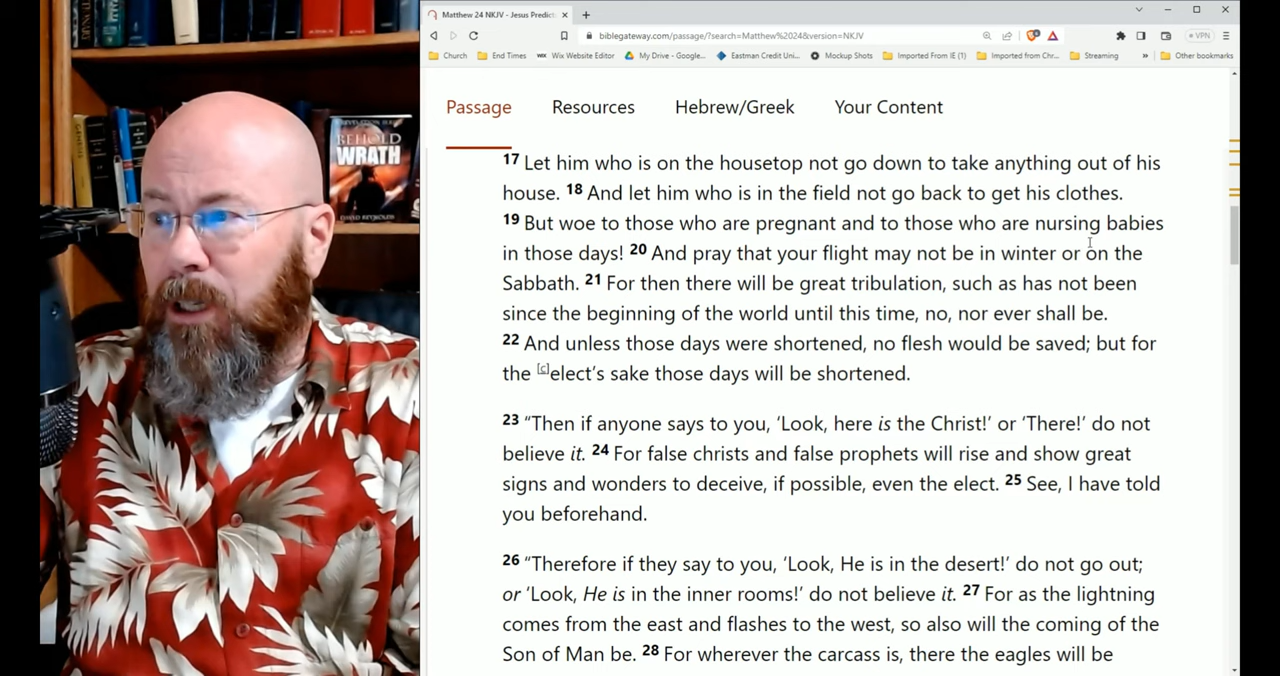 BEHOLD
WRATH
DAVID REYNOLDS
Matthew 24 NKJV - Jesus Predict
biblegateway.com/passage/?search=Matthew%2024&version=NKJV
VPN
Church End Times Wix Website Editor My Drive - Google... Eastman Credit Uni... Mockup Shots Imported From IE (1) Imported from Chr... Streaming » Other bookmarks
Passage Resources Hebrew/Greek Your Content
17 Let him who is on the housetop not go down to take anything out of his
house. 18 And let him who is in the field not go back to get his clothes.
19 But woe to those who are pregnant and to those who are nursing babies
in those days! 20 And pray that your flight may not be in winter or on the
Sabbath. 21 For then there will be great tribulation, such as has not been
since the beginning of the world until this time, no, nor ever shall be.
22 And unless those days were shortened, no flesh would be saved; but for
the [c]elect’s sake those days will be shortened.
23 “Then if anyone says to you, ‘Look, here is the Christ!’ or ‘There!’ do not
believe it. 24 For false christs and false prophets will rise and show great
signs and wonders to deceive, if possible, even the elect. 25 See, I have told
you beforehand.
26 “Therefore if they say to you, ‘Look, He is in the desert!’ do not go out;
or ‘Look, He is in the inner rooms!’ do not believe it. 27 For as the lightning
comes from the east and flashes to the west, so also will the coming of the
Son of Man be. 28 For wherever the carcass is, there the eagles will be